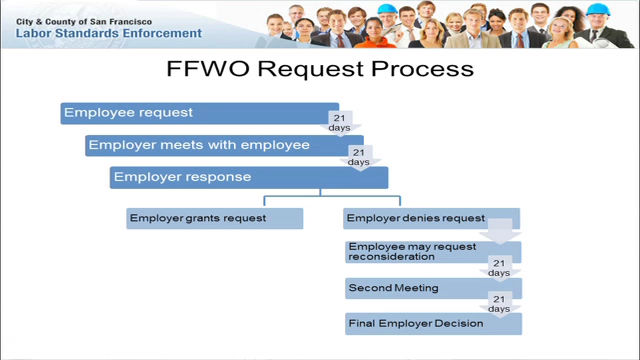 City & County of San Francisco
Labor Standards Enforcement
FFWO Request Process
Employee request
21
days
Employer meets with employee
21
days
Employer response
Employer grants request
Employer denies request
Employee may request
reconsideration
21
days
Second Meeting
21
days
Final Employer Decision